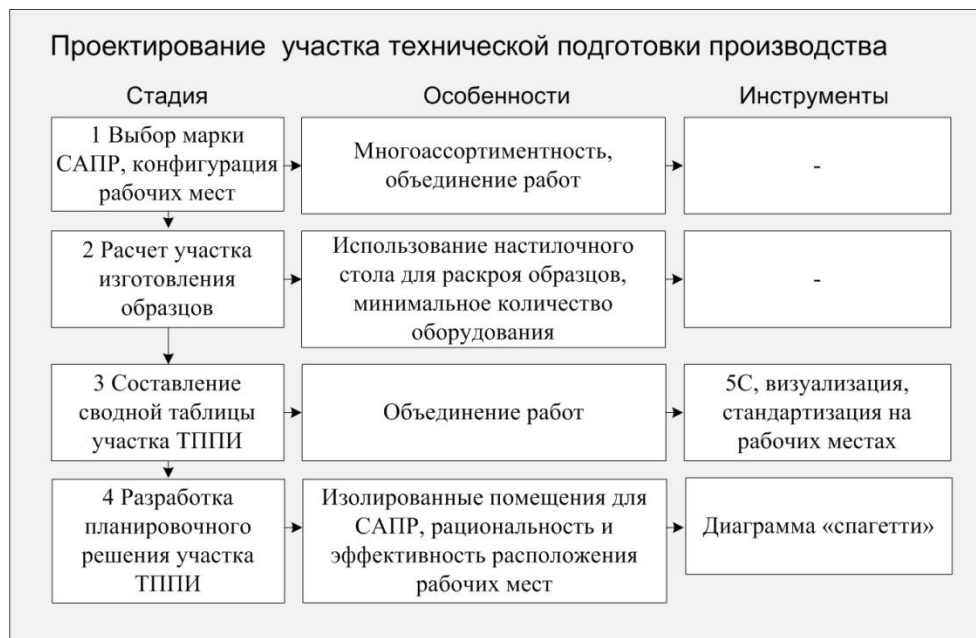 Проектирование участка технической подготовки производства
Стадия
Особенности
Инструменты
1 Выбор марки
САПР, конфигурация
рабочих мест
Многоассортиментность,
объединение работ
-
2 Расчет участка
изготовления
образцов
Использование настилочного
стола для раскроя образцов,
минимальное количество
оборудования
-
3 Составление
сводной таблицы
участка ТППИ
Объединение работ
5С, визуализация,
стандартизация на
рабочих местах
4 Разработка
планировочного
решения участка
ТППИ
Изолированные помещения для
САПР, рациональность и
эффективность расположения
рабочих мест
Диаграмма «спагетти»